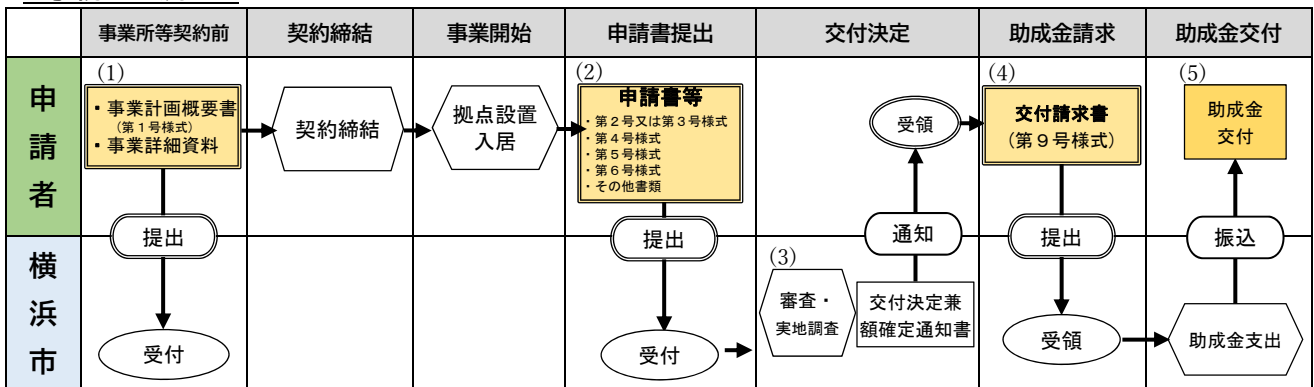 事業所等契約前
契約締結
事業開始
申請書提出
交付決定
助成金請求
助成金交付
申請者
(1)
・事業計画概要書
(第1号様式)
・事業詳細資料
契約締結
拠点設置
入居
(2)
申請書等
・第2号又は第3号様式
・第4号様式
・第5号様式
・第6号様式
・その他書類
受領
(4)
交付請求書
(第9号様式)
(5)
助成金
交付
提出
提出
通知
提出
振込
横浜市
受付
受付
(3)
審査・
実地調査
交付決定兼
額確定通知書
受領
助成金支出